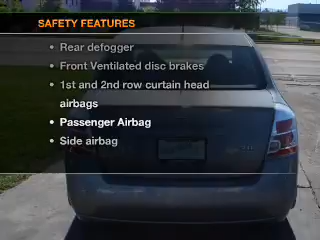 SAFETY FEATURES
• Rear defogger
• Front Ventilated disc brakes
• 1st and 2nd row curtain head
airbags
• Passenger Airbag
• Side airbag